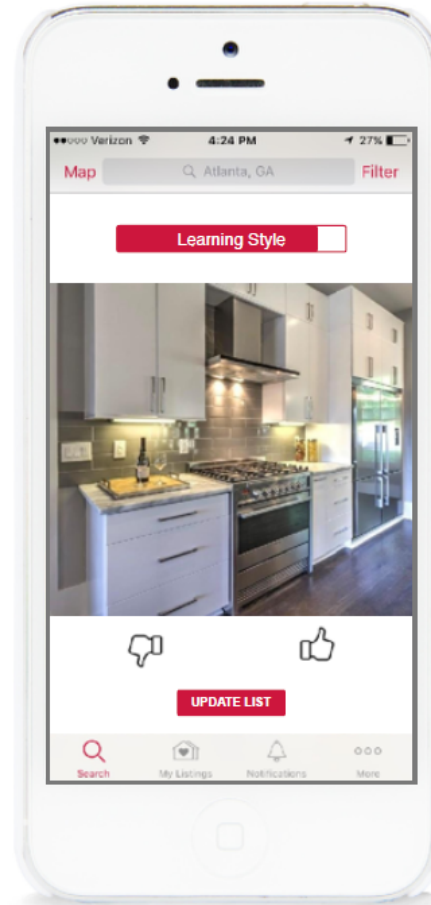 Verizon 4:24 PM 27%
Map Atlanta, GA Filter
Learning Style
UPDATE LIST
Search My Listings Notifications More